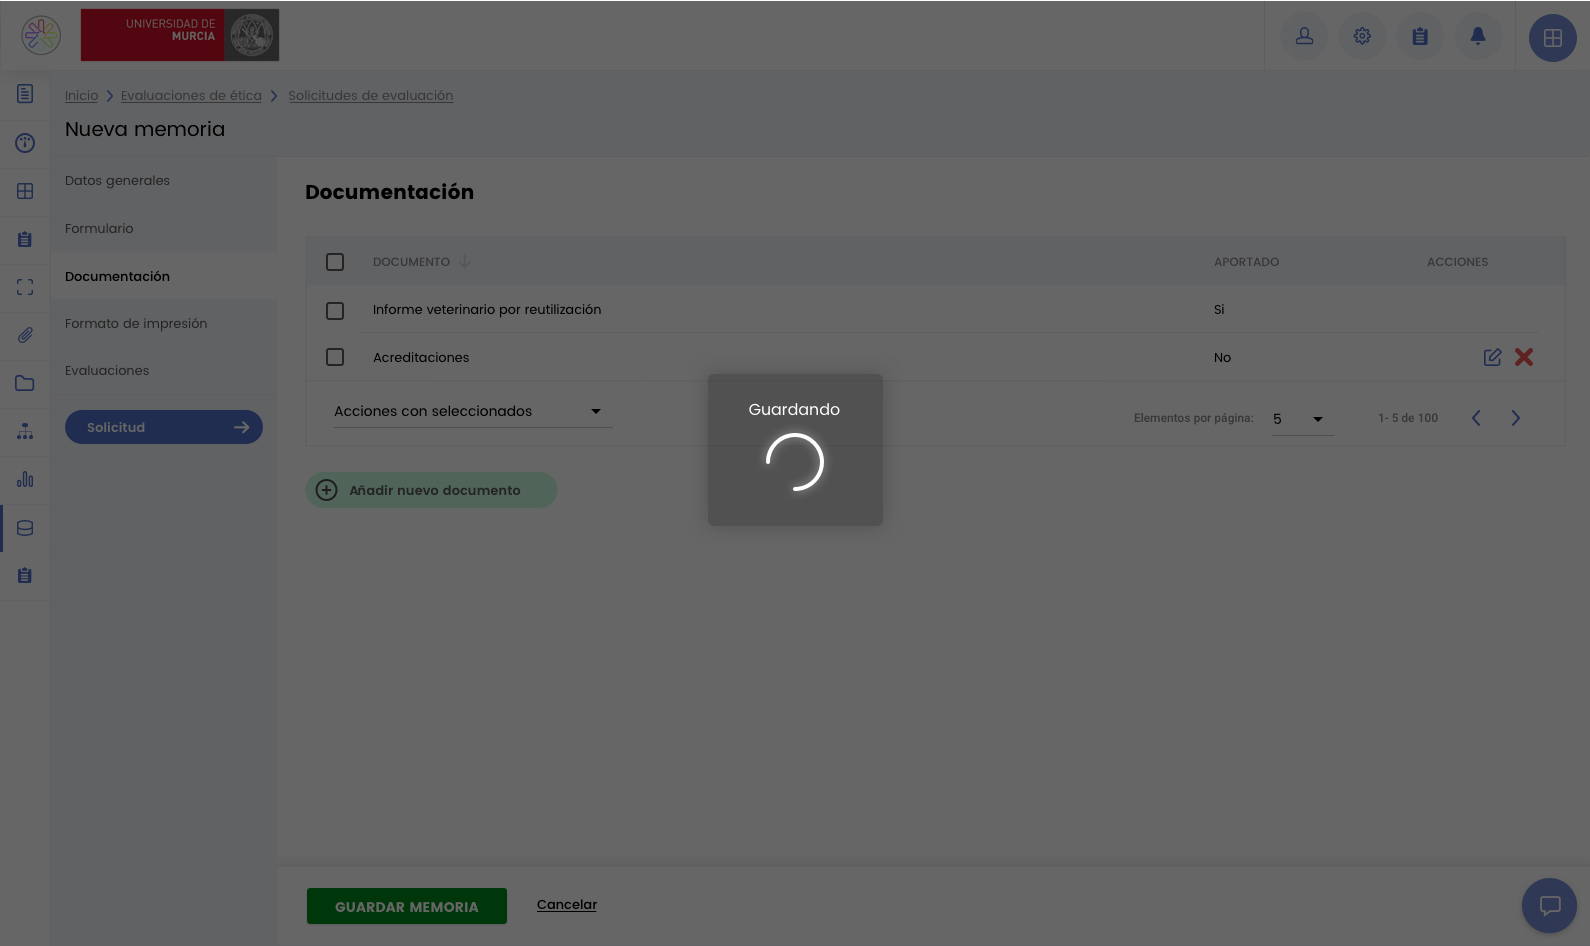 UNIVERSIDAD DE
MURCIA
Inicio > Evaluaciones de ética > Solicitudes de evaluación
Nueva memoria
Datos generales
Formulario
Documentación
Formato de impresión
Evaluaciones
Solicitud
Documentación
DOCUMENTO APORTADO ACCIONES
Informe veterinario por reutilización Si
Acreditaciones No
Acciones con seleccionados
Elementos por página: 5 1- 5 de 100
Añadir nuevo documento
Guardando
GUARDAR MEMORIA Cancelar